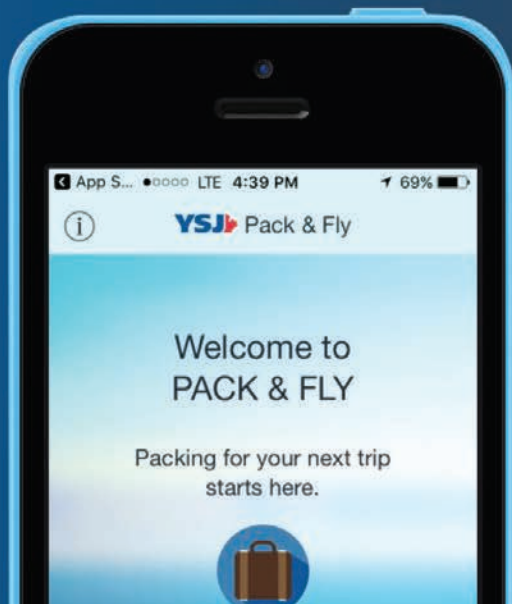 App S... LTE 4:39 PM 69%
i YSJ Pack & Fly
Welcome to
PACK & FLY
Packing for your next trip
starts here.